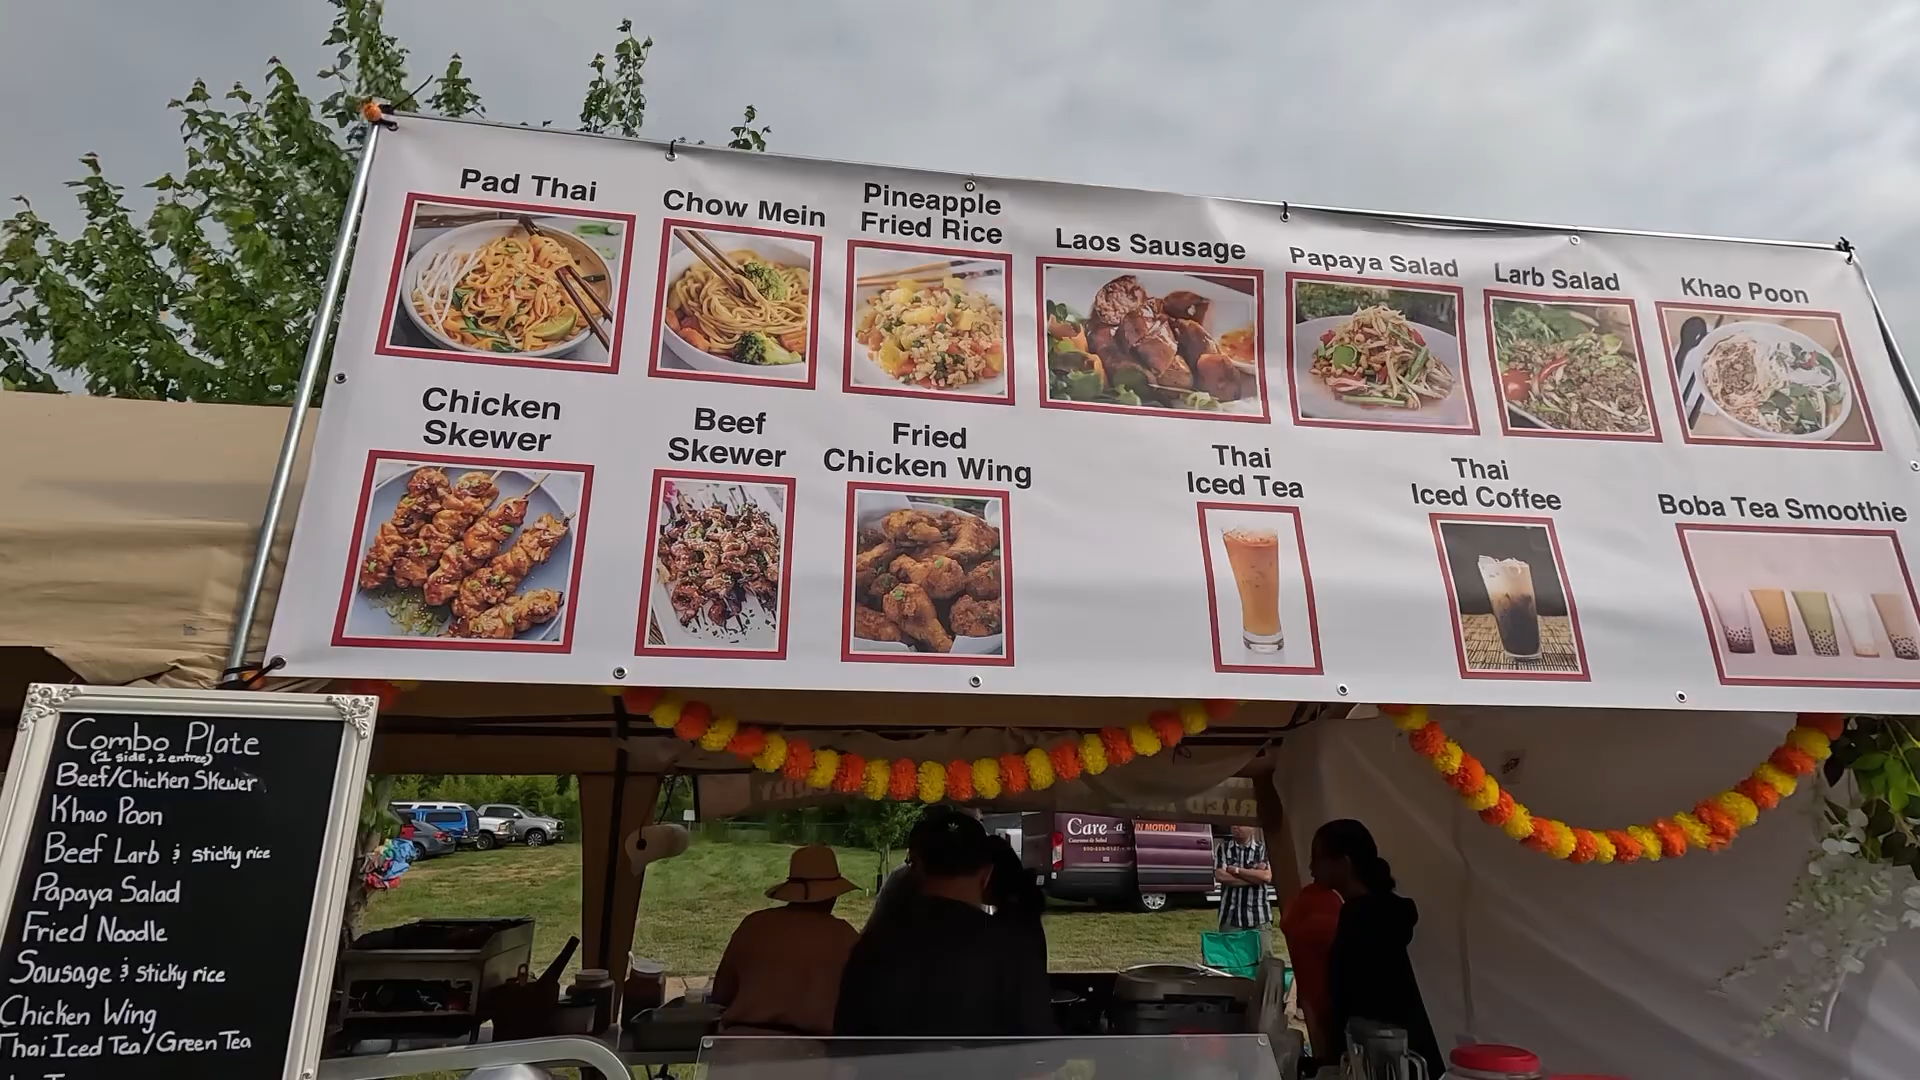 Pad Thai
Chow Mein
Pineapple
Fried Rice
Laos Sausage
Papaya Salad
Larb Salad
Khao Poon
Chicken
Skewer
Beef
Skewer
Fried
Chicken Wing
Thai
Iced Tea
Thai
Iced Coffee
Boba Tea Smoothie
Combo Plate
(1 side, 2 entree)
Beef/Chicken Skewer
Khao Poon
Beef Larb & sticky rice
Papaya Salad
Fried Noodle
Sausage & sticky rice
Chicken Wing
Thai Iced Tea/Green Tea
Care
IN MOTION